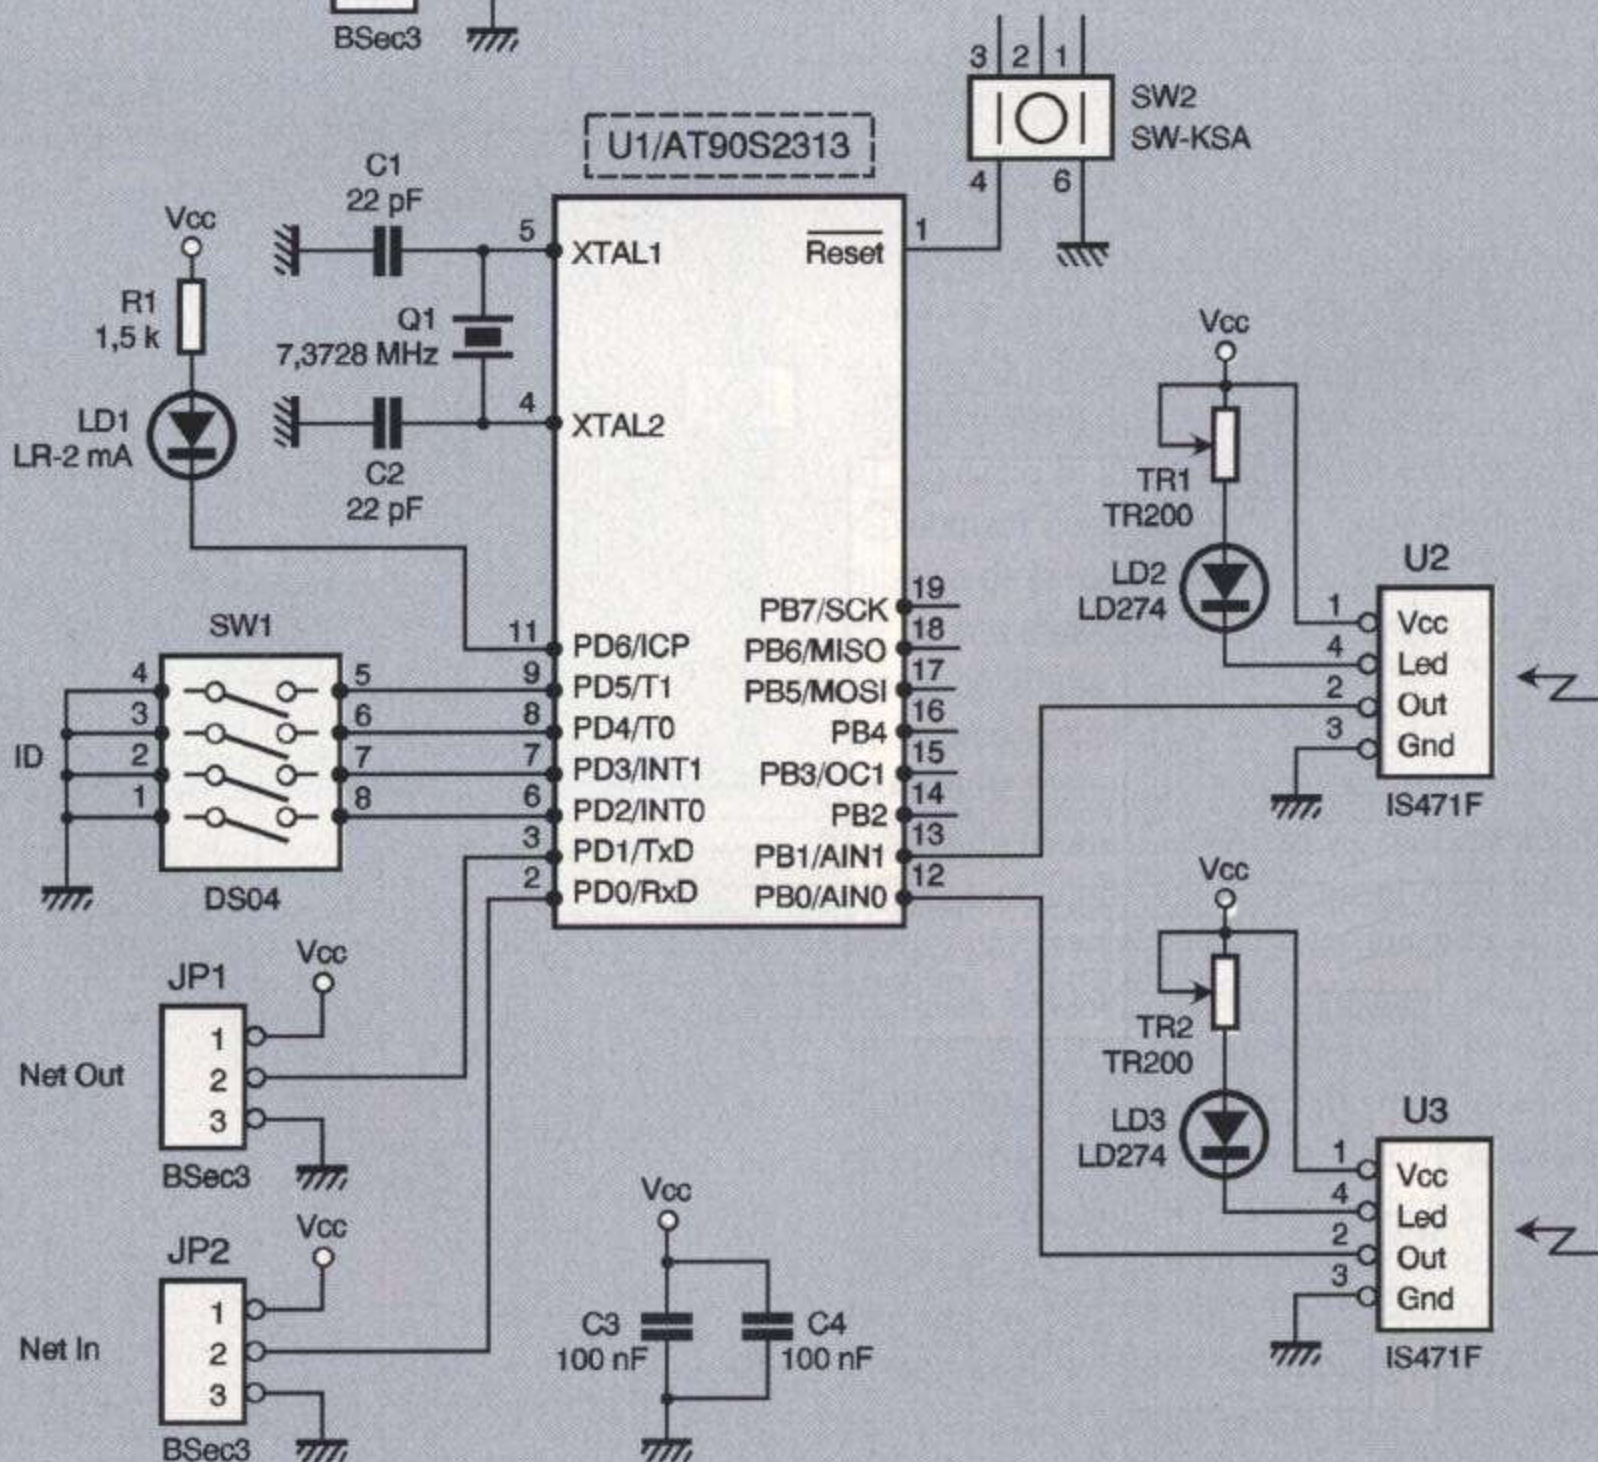 BSec3
3 2 1
SW2
SW-KSA
4 6
U1/AT90S2313
C1
22 pF
Vcc
R1
1,5 k
LD1
LR-2 mA
Q1
7,3728 MHz
C2
22 pF
5 XTAL1
4 XTAL2
Reset 1
11 PD6/ICP
9 PD5/T1
8 PD4/T0
7 PD3/INT1
6 PD2/INT0
3 PD1/TxD
2 PD0/RxD
PB7/SCK 19
PB6/MISO 18
PB5/MOSI 17
PB4 16
PB3/OC1 15
PB2 14
PB1/AIN1 13
PB0/AIN0 12
SW1
ID
4 5
3 6
2 7
1 8
DS04
JP1
Vcc
Net Out
1
2
3
BSec3
JP2
Vcc
Net In
1
2
3
BSec3
Vcc
C3
100 nF
C4
100 nF
Vcc
TR1
TR200
LD2
LD274
U2
1 Vcc
4 Led
2 Out
3 Gnd
IS471F
Vcc
TR2
TR200
LD3
LD274
U3
1 Vcc
4 Led
2 Out
3 Gnd
IS471F